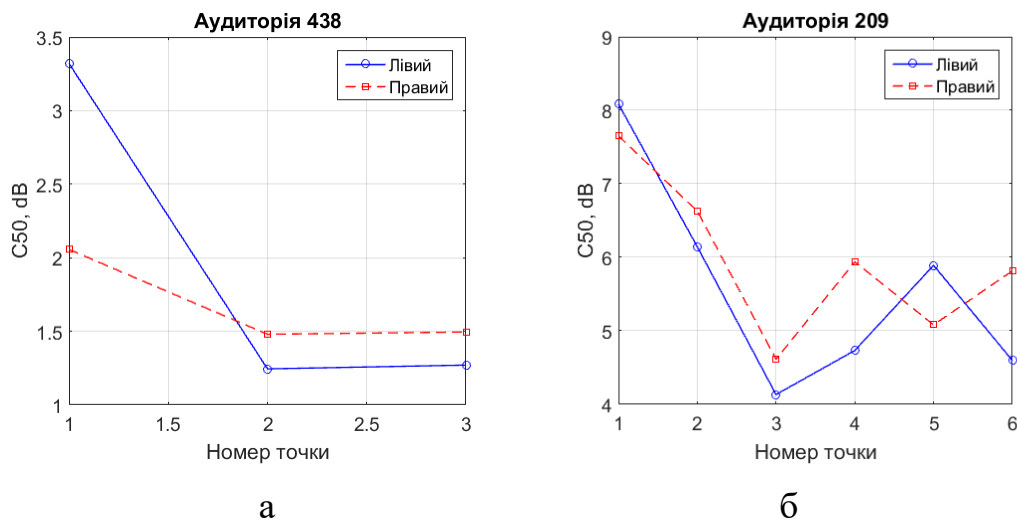 Аудиторія 438
3.5
3
2.5
2
1.5
1
C50, dB
1 1.5 2 2.5 3
Номер точки
Лівий
Правий
а
Аудиторія 209
9
8
7
6
5
4
C50, dB
1 2 3 4 5 6
Номер точки
Лівий
Правий
б